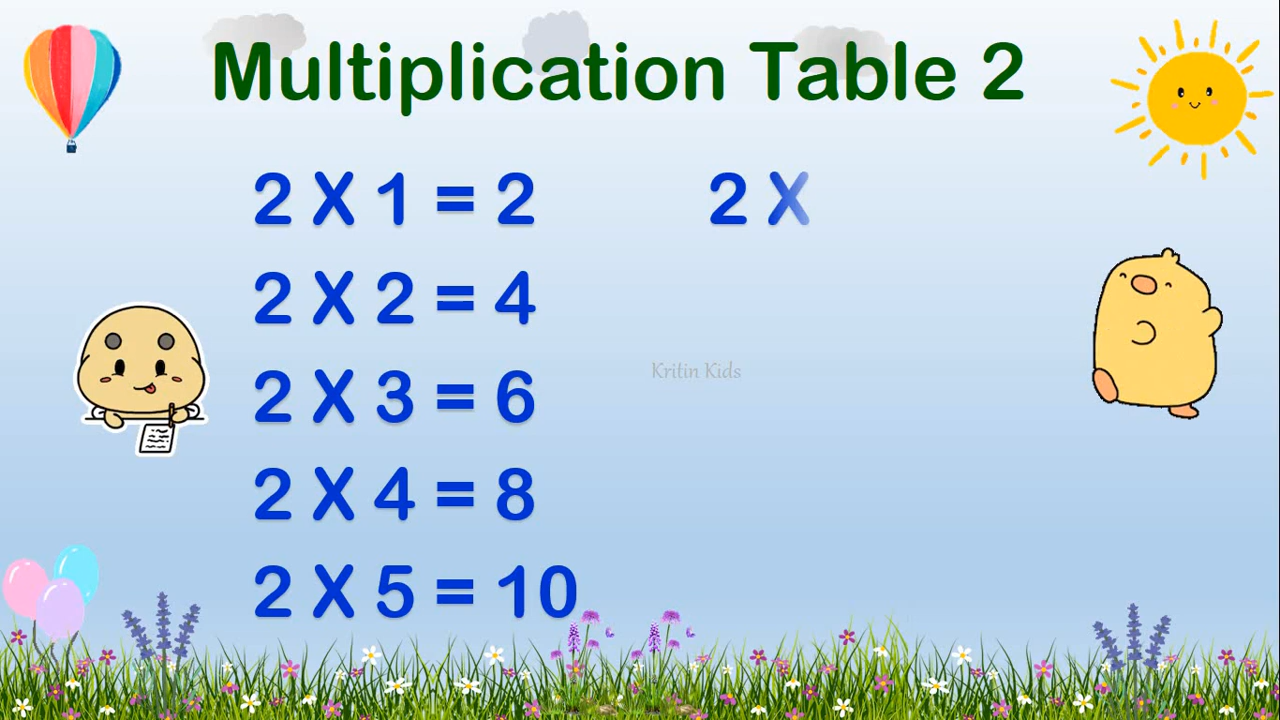 Multiplication Table 2
2 X 1 = 2
2 X 2 = 4
2 X 3 = 6
2 X 4 = 8
2 X 5 = 10
2 X
Kritin Kids